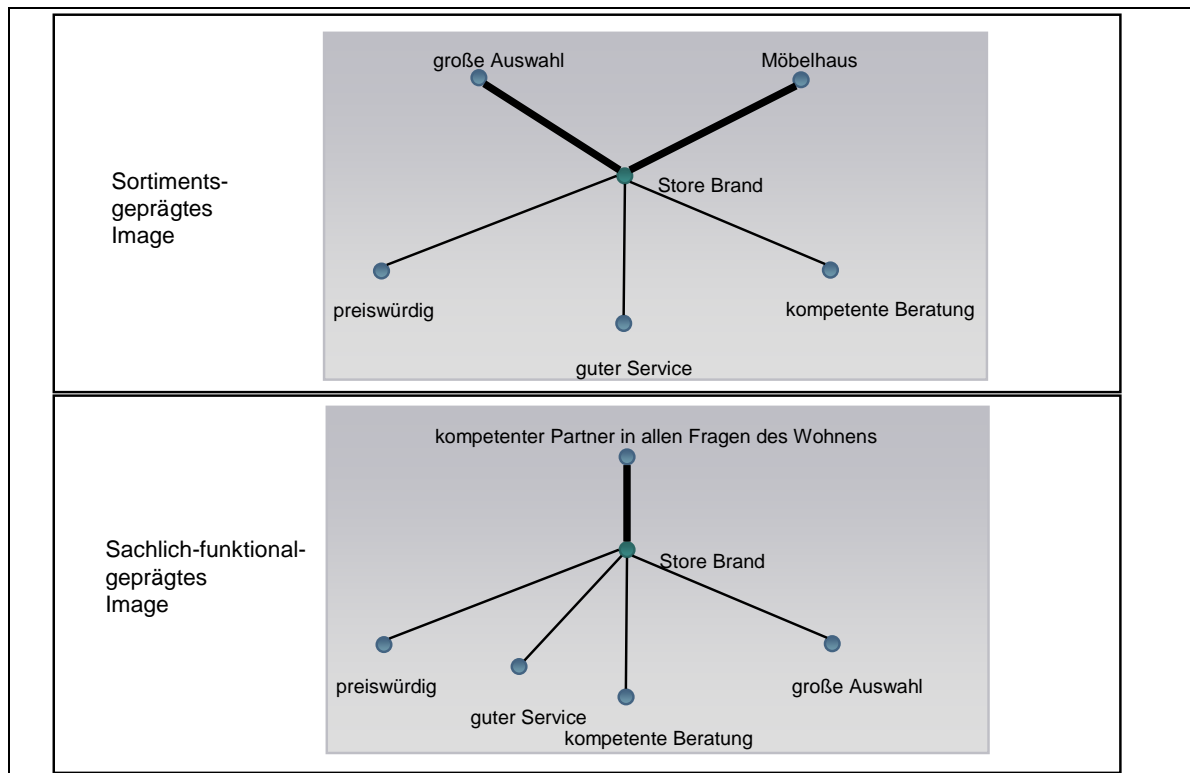 große Auswahl
Möbelhaus
Sortiments-
geprägtes
Image
Store Brand
preiswürdig
kompetente Beratung
guter Service
kompetenter Partner in allen Fragen des Wohnens
Sachlich-funktional-
geprägtes
Image
Store Brand
preiswürdig
große Auswahl
guter Service
kompetente Beratung